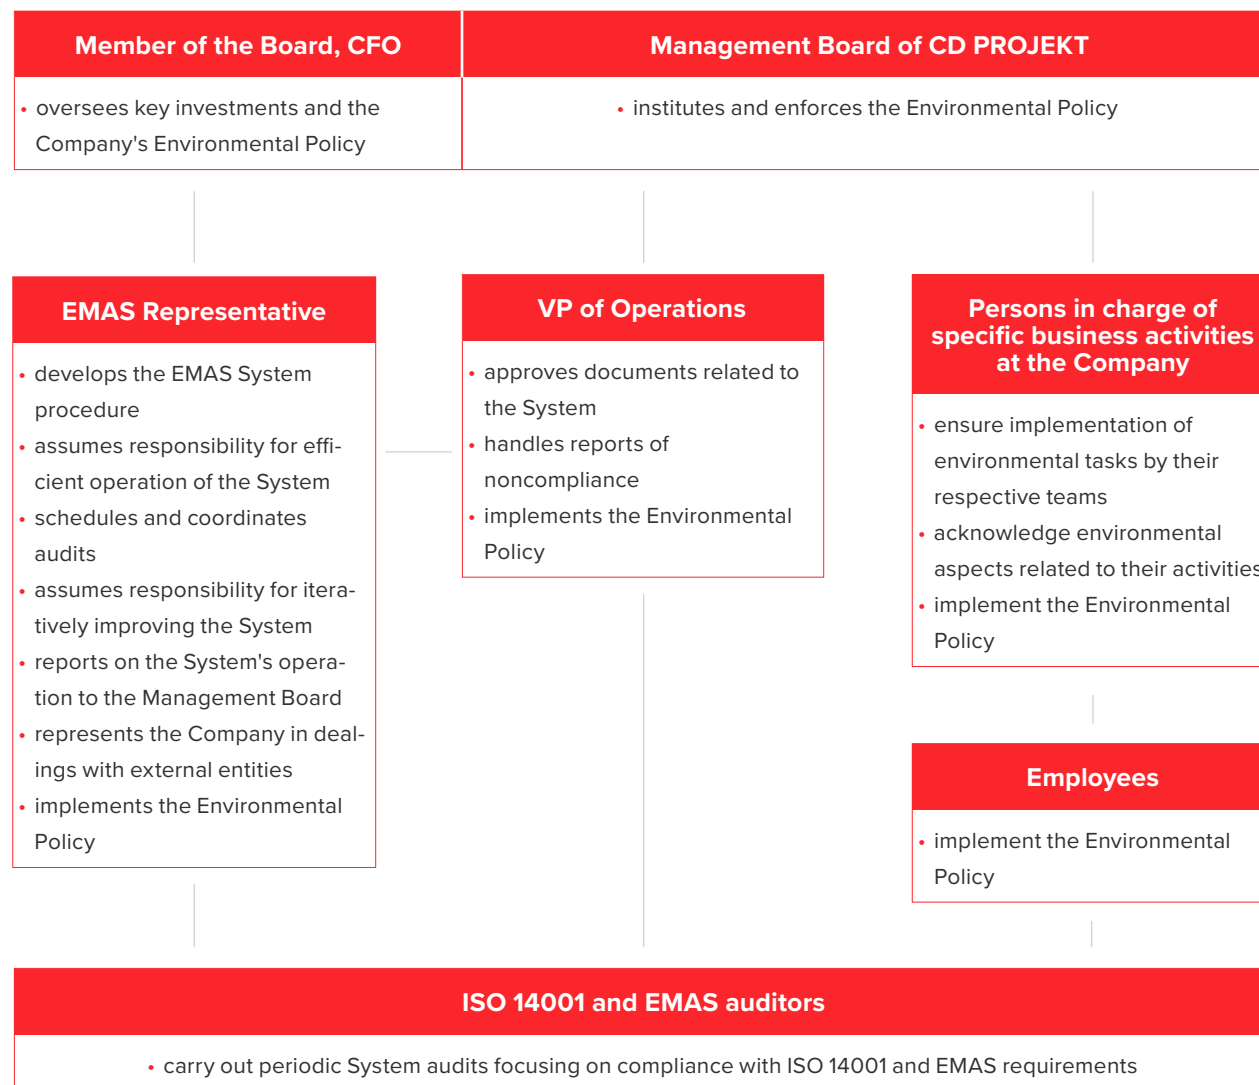 Member of the Board, CFO
• oversees key investments and the
Company's Environmental Policy
Management Board of CD PROJEKT
• institutes and enforces the Environmental Policy
EMAS Representative
• develops the EMAS System
procedure
• assumes responsibility for effi-
cient operation of the System
• schedules and coordinates
audits
• assumes responsibility for itera-
tively improving the System
• reports on the System's opera-
tion to the Management Board
• represents the Company in deal-
ings with external entities
• implements the Environmental
Policy
VP of Operations
• approves documents related to
the System
• handles reports of
noncompliance
• implements the Environmental
Policy
Persons in charge of
specific business activities
at the Company
• ensure implementation of
environmental tasks by their
respective teams
• acknowledge environmental
aspects related to their activities
• implement the Environmental
Policy
Employees
• implement the Environmental
Policy
ISO 14001 and EMAS auditors
• carry out periodic System audits focusing on compliance with ISO 14001 and EMAS requirements